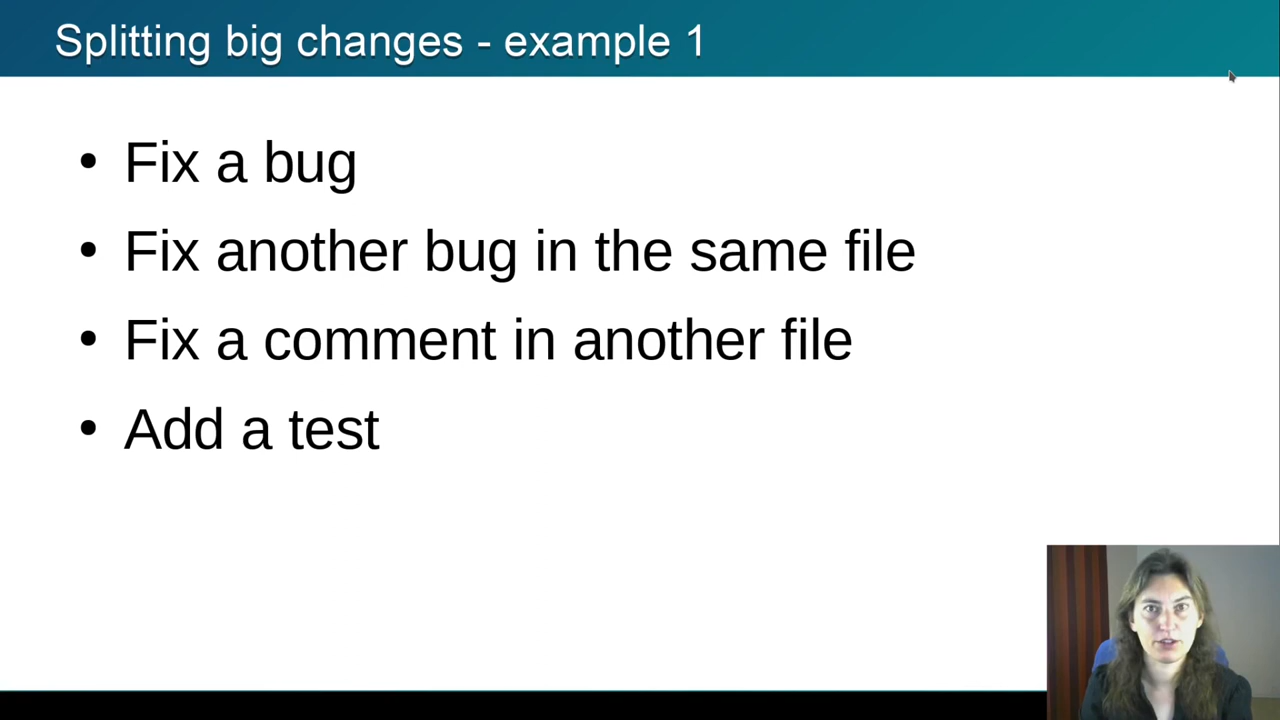 Splitting big changes - example 1
• Fix a bug
• Fix another bug in the same file
• Fix a comment in another file
• Add a test